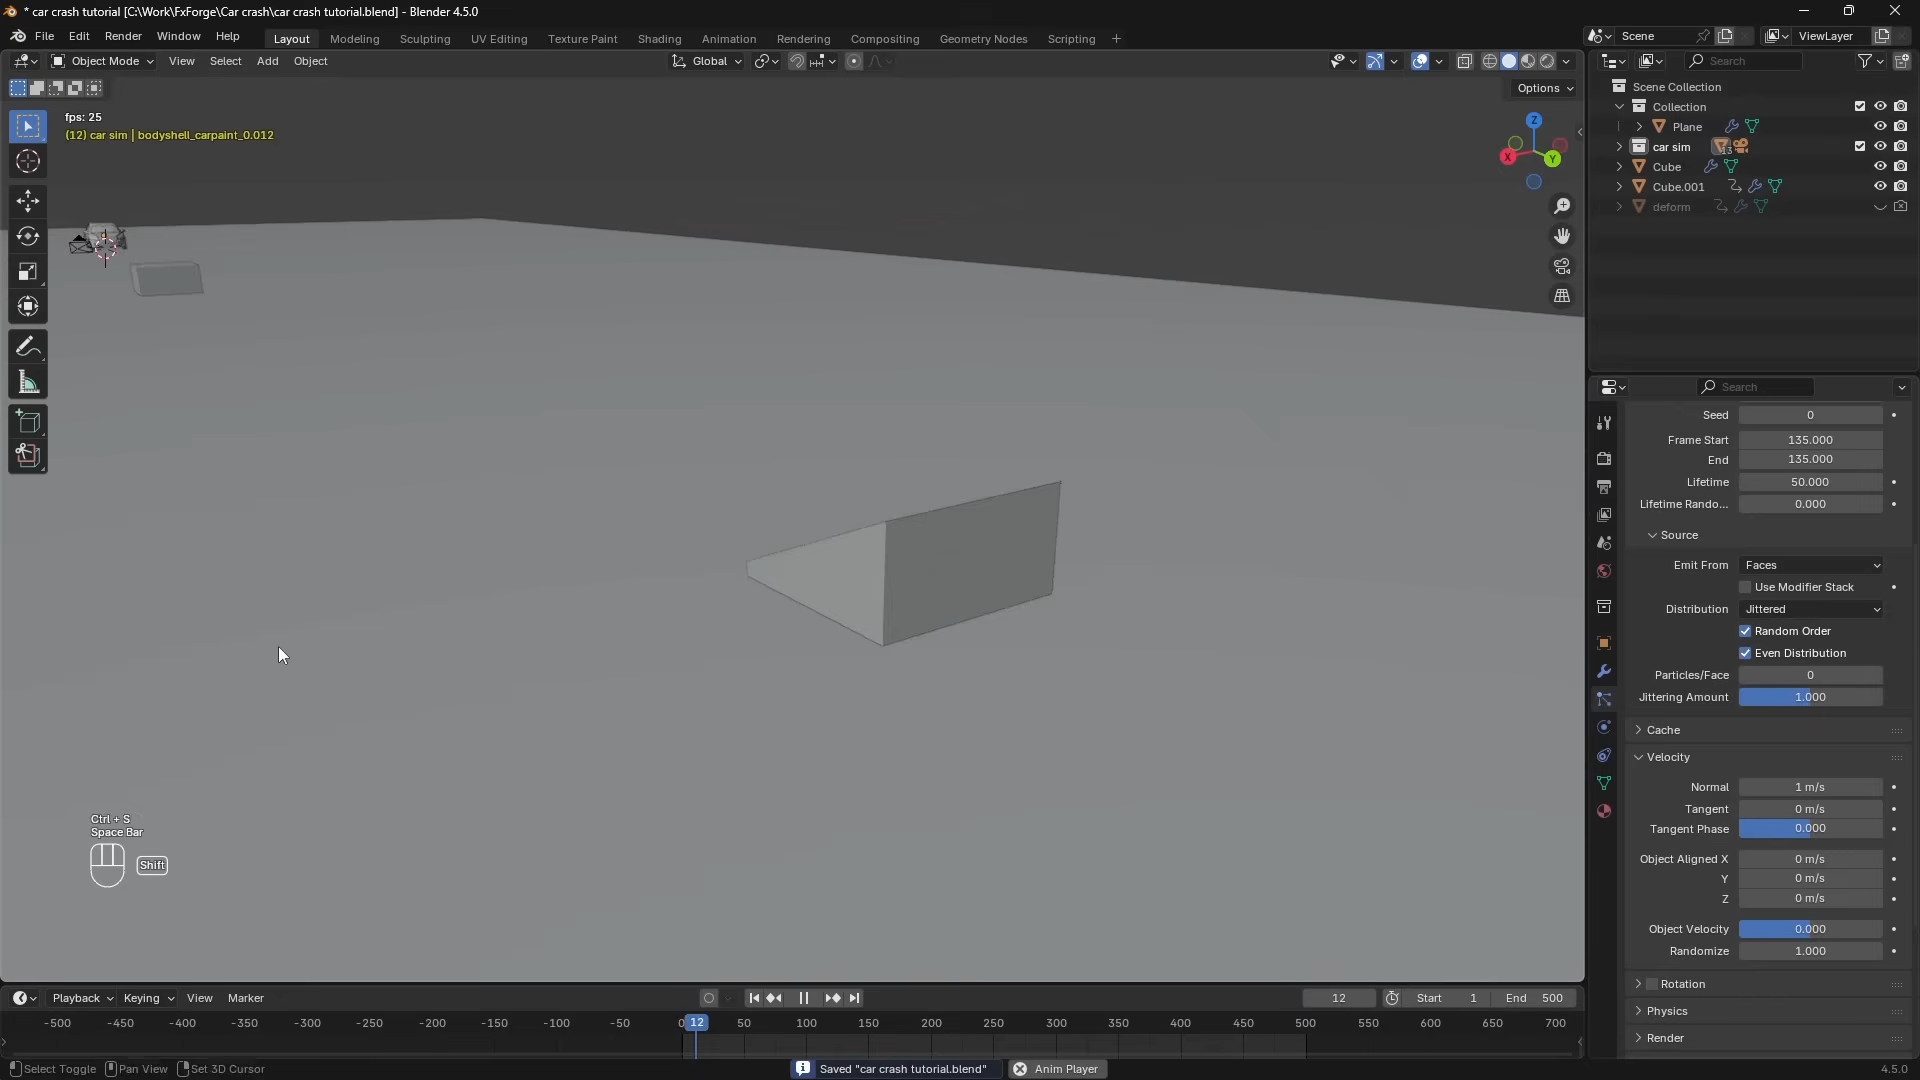 * car crash tutorial [C:\Work\FxForge\Car crash\car crash tutorial.blend] - Blender 4.5.0
File Edit Render Window Help
Layout Modeling Sculpting UV Editing Texture Paint Shading Animation Rendering Compositing Geometry Nodes Scripting +
Scene
ViewLayer
Object Mode View Select Add Object
Global
Search
Options
fps: 25
(12) car sim | bodyshell_carpaint_0.012
Z
X
Y
Scene Collection
Collection
Plane
car sim
13
Cube
Cube.001
deform
Search
Seed 0
Frame Start 135.000
End 135.000
Lifetime 50.000
Lifetime Rando... 0.000
Source
Emit From Faces
Use Modifier Stack
Distribution Jittered
Random Order
Even Distribution
Particles/Face 0
Jittering Amount 1.000
Cache
Velocity
Normal 1 m/s
Tangent 0 m/s
Tangent Phase 0.000
Object Aligned X 0 m/s
Y 0 m/s
Z 0 m/s
Object Velocity 0.000
Randomize 1.000
Rotation
Physics
Render
Ctrl + S
Space Bar
Shift
Playback Keying View Marker
12
Start 1
End 500
-500 -450 -400 -350 -300 -250 -200 -150 -100 -50 0 12 50 100 150 200 250 300 350 400 450 500 550 600 650 700
Select Toggle Pan View Set 3D Cursor
Saved "car crash tutorial.blend"
Anim Player
4.5.0